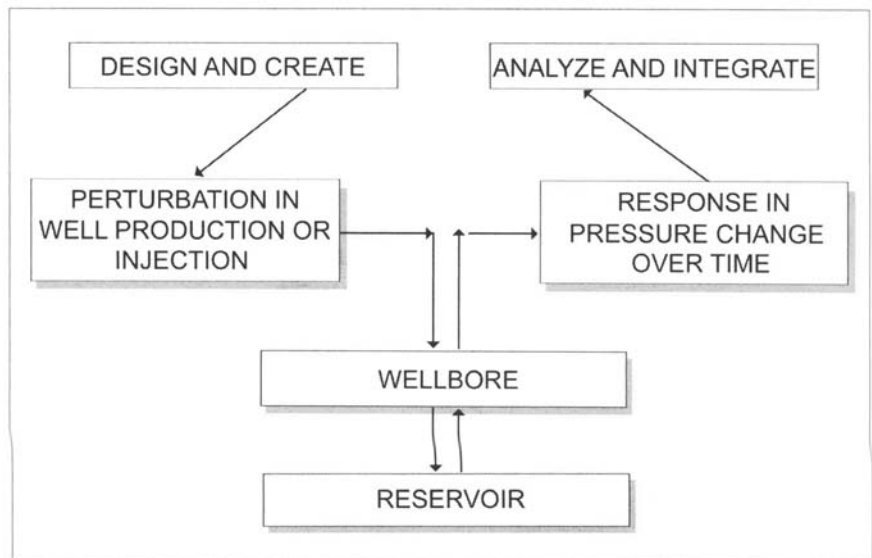 DESIGN AND CREATE
ANALYZE AND INTEGRATE
PERTURBATION IN
WELL PRODUCTION OR
INJECTION
RESPONSE IN
PRESSURE CHANGE
OVER TIME
WELLBORE
RESERVOIR